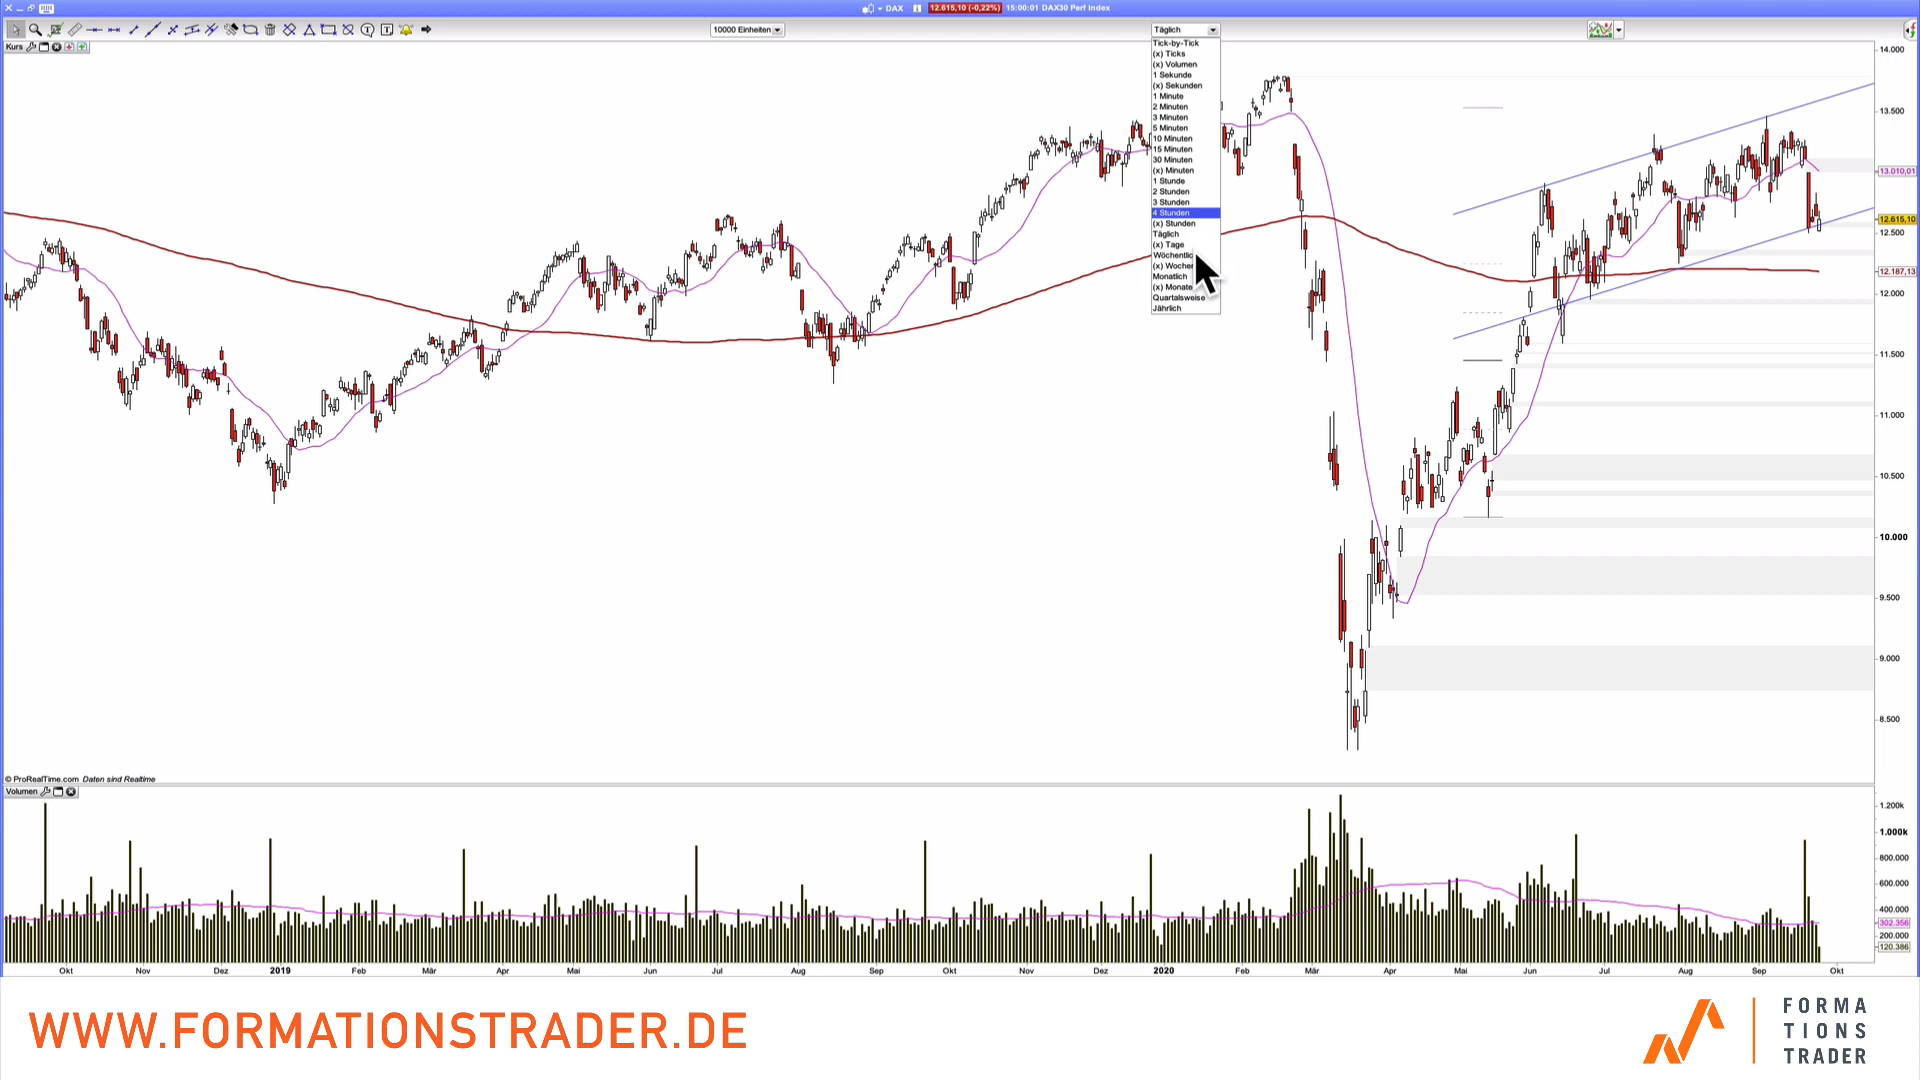 DAX 12.615,10 (-0,22%) 15:00:01 DAX30 Perf Index
10000 Einheiten
Täglich
Kurs
Tick-by-Tick
(x) Ticks
(x) Volumen
1 Sekunde
(x) Sekunden
1 Minute
2 Minuten
3 Minuten
5 Minuten
10 Minuten
15 Minuten
30 Minuten
(x) Minuten
1 Stunde
2 Stunden
3 Stunden
4 Stunden
(x) Stunden
Täglich
(x) Tage
Wöchentlic
(x) Woche
Monatlich
(x) Monate
Quartalsweise
Jährlich
14.000
13.500
13.010,01
12.615,10
12.500
12.187,13
12.000
11.500
11.000
10.500
10.000
9.500
9.000
8.500
© ProRealTime.com Daten sind Realtime
Volumen
1.200k
1.000k
800.000
600.000
400.000
302.356
200.000
120.386
Okt Nov Dez 2019 Feb Mär Apr Mai Jun Jul Aug Sep Okt Nov Dez 2020 Feb Mär Apr Mai Jun Jul Aug Sep Okt
WWW.FORMATIONSTRADER.DE
FORMA
TIONS
TRADER